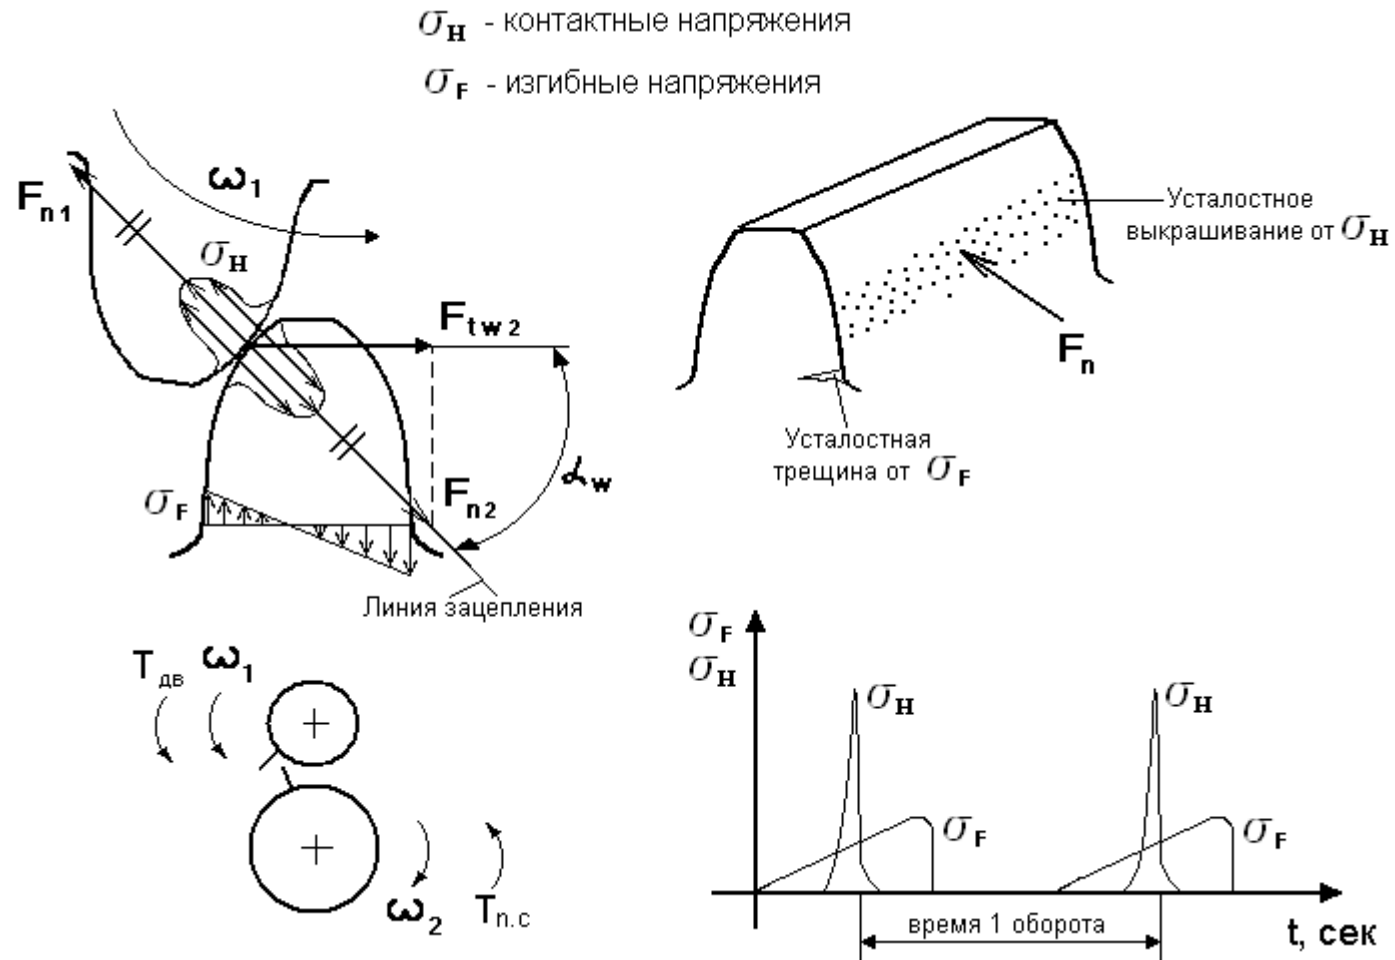 σH - контактные напряжения
σF - изгибные напряжения
ω1
Fn1
σH
Ftw2
αw
Fn2
σF
Линия зацепления
Усталостное
выкрашивание от σH
Fn
Усталостная
трещина от σF
Tдв ω1
ω2 Tп.с
σF
σH
σH
σH
σF
σF
время 1 оборота
t, сек